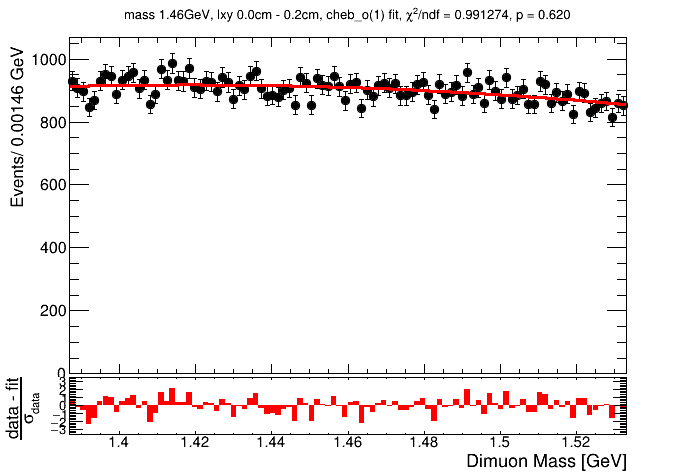 mass 1.46GeV, lxy 0.0cm - 0.2cm, cheb_o(1) fit, χ²/ndf = 0.991274, p = 0.620
Events/ 0.00146 GeV
1000
800
600
400
200
0
data - fit
σdata
3
2
1
0
−1
−2
−3
1.4 1.42 1.44 1.46 1.48 1.5 1.52
Dimuon Mass [GeV]